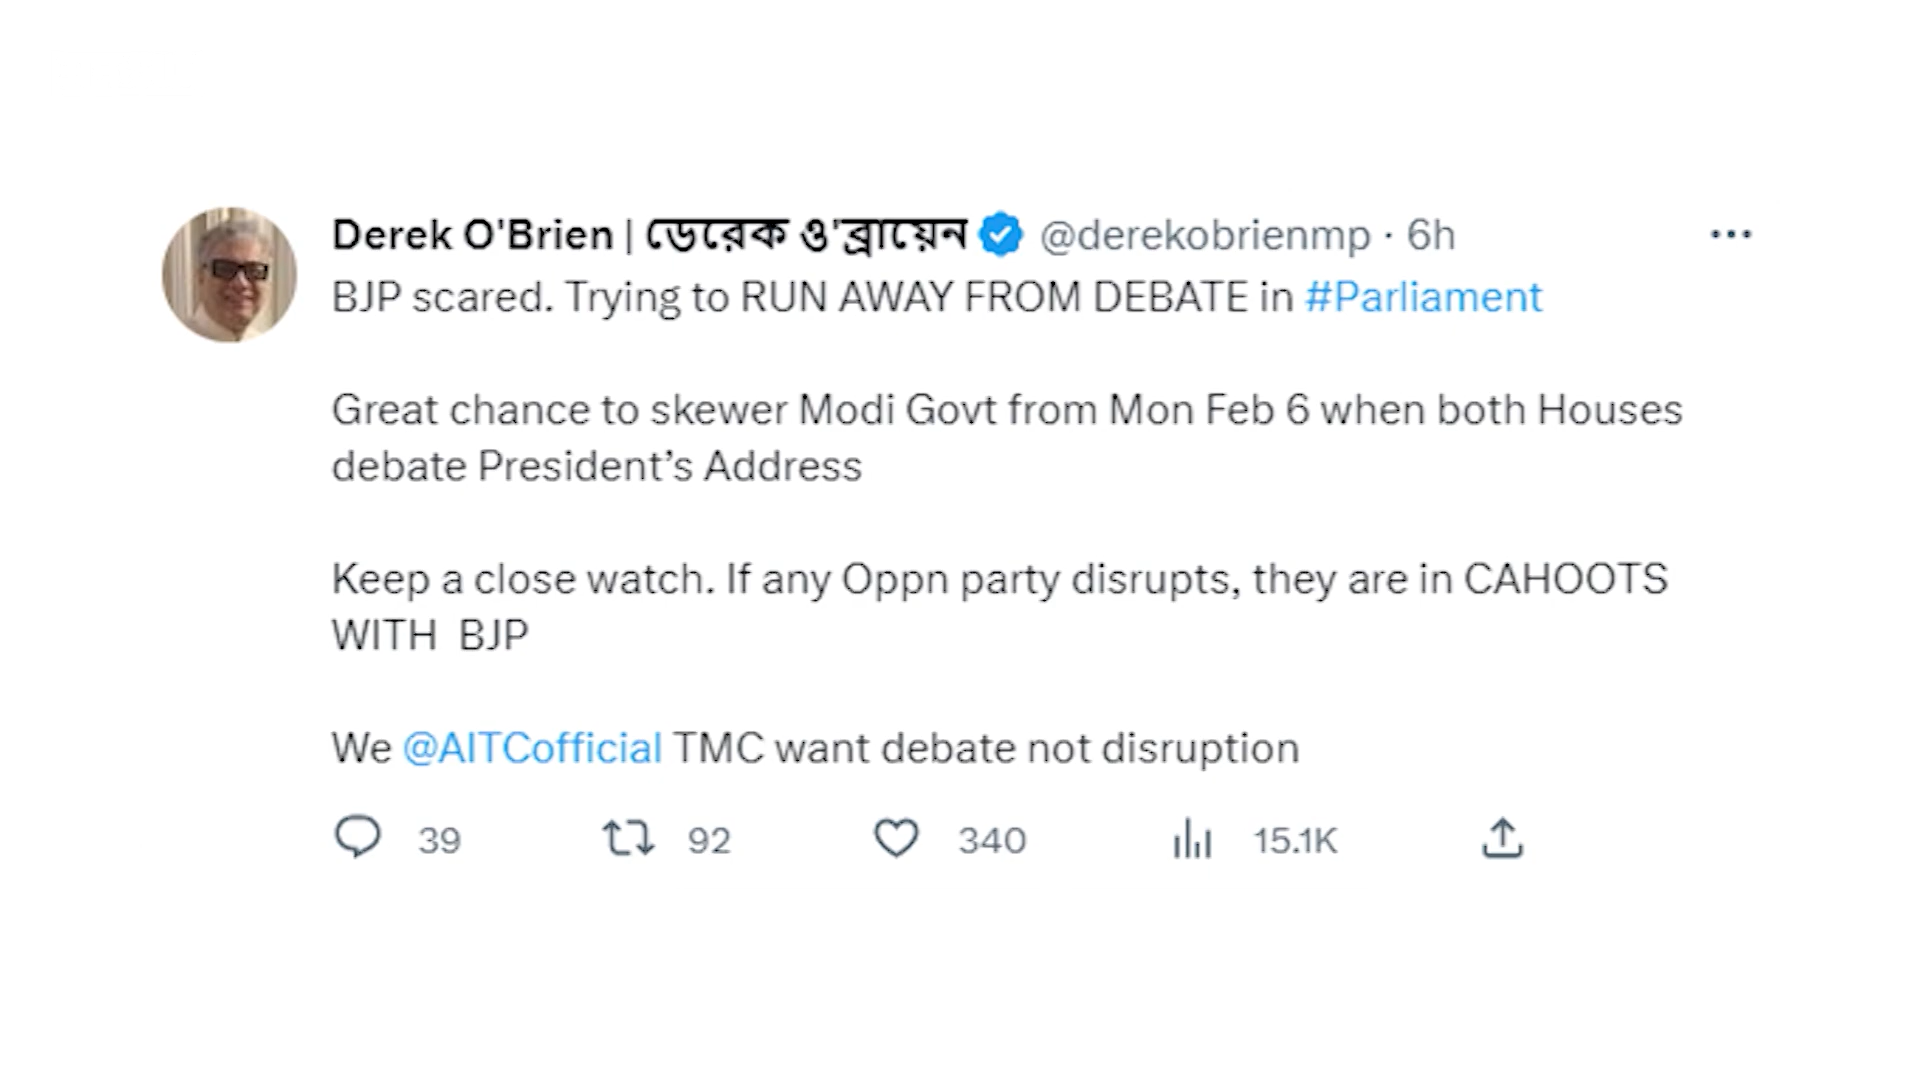 Derek O'Brien | ডেরেক ও'ব্রায়েন @derekobrienmp · 6h
BJP scared. Trying to RUN AWAY FROM DEBATE in #Parliament
Great chance to skewer Modi Govt from Mon Feb 6 when both Houses
debate President’s Address
Keep a close watch. If any Oppn party disrupts, they are in CAHOOTS
WITH  BJP
We @AITCofficial TMC want debate not disruption
39 92 340 15.1K